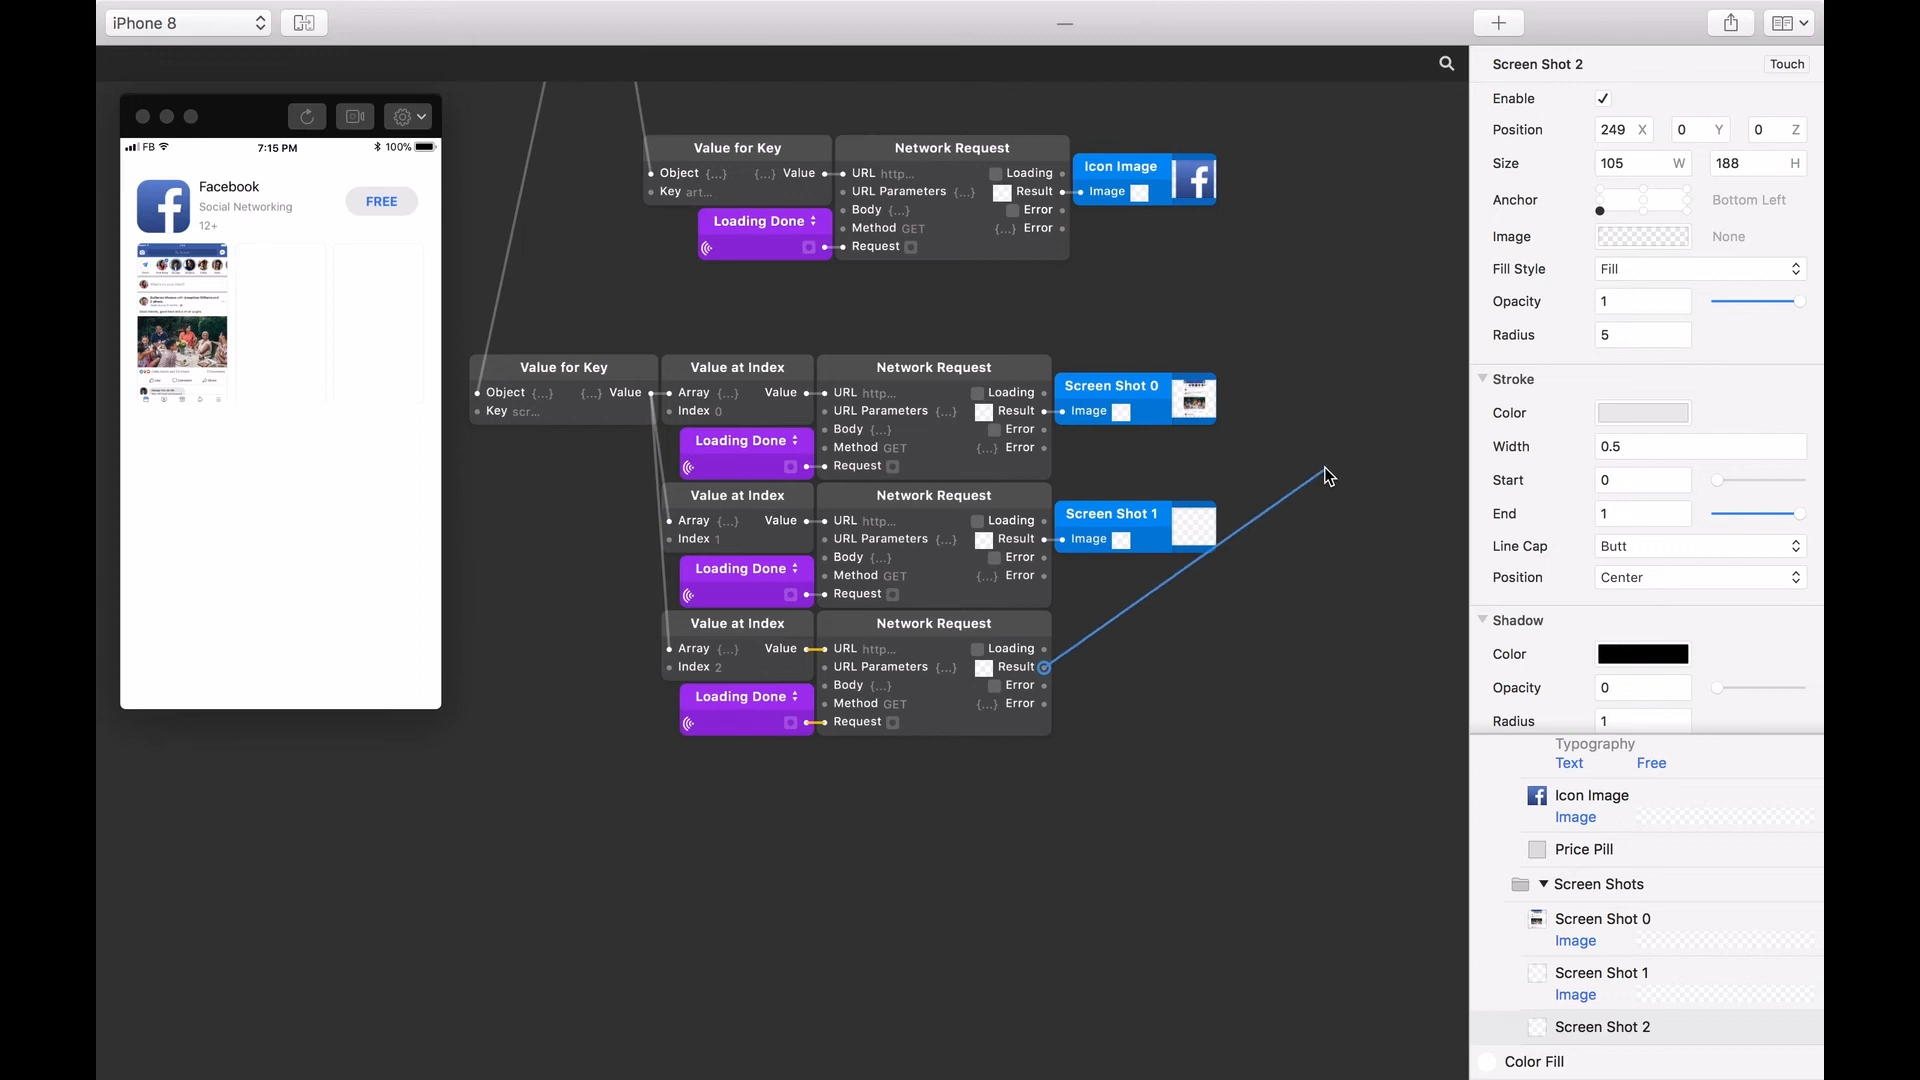 iPhone 8
FB
7:15 PM
100%
Facebook
Social Networking
12+
FREE
Value for Key
Object {...} {...} Value
Key art...
Loading Done
Network Request
URL http... Loading
URL Parameters {...} Result
Body {...} Error
Method GET {...} Error
Request
Icon Image
Image
Value for Key
Object {...} {...} Value
Key scr...
Value at Index
Array {...} Value
Index 0
Loading Done
Network Request
URL http... Loading
URL Parameters {...} Result
Body {...} Error
Method GET {...} Error
Request
Screen Shot 0
Image
Value at Index
Array {...} Value
Index 1
Loading Done
Network Request
URL http... Loading
URL Parameters {...} Result
Body {...} Error
Method GET {...} Error
Request
Screen Shot 1
Image
Value at Index
Array {...} Value
Index 2
Loading Done
Network Request
URL http... Loading
URL Parameters {...} Result
Body {...} Error
Method GET {...} Error
Request
Screen Shot 2 Touch
Enable
Position 249 X 0 Y 0 Z
Size 105 W 188 H
Anchor Bottom Left
Image None
Fill Style Fill
Opacity 1
Radius 5
Stroke
Color
Width 0.5
Start 0
End 1
Line Cap Butt
Position Center
Shadow
Color
Opacity 0
Radius 1
Typography
Text Free
Icon Image
Image
Price Pill
Screen Shots
Screen Shot 0
Image
Screen Shot 1
Image
Screen Shot 2
Color Fill